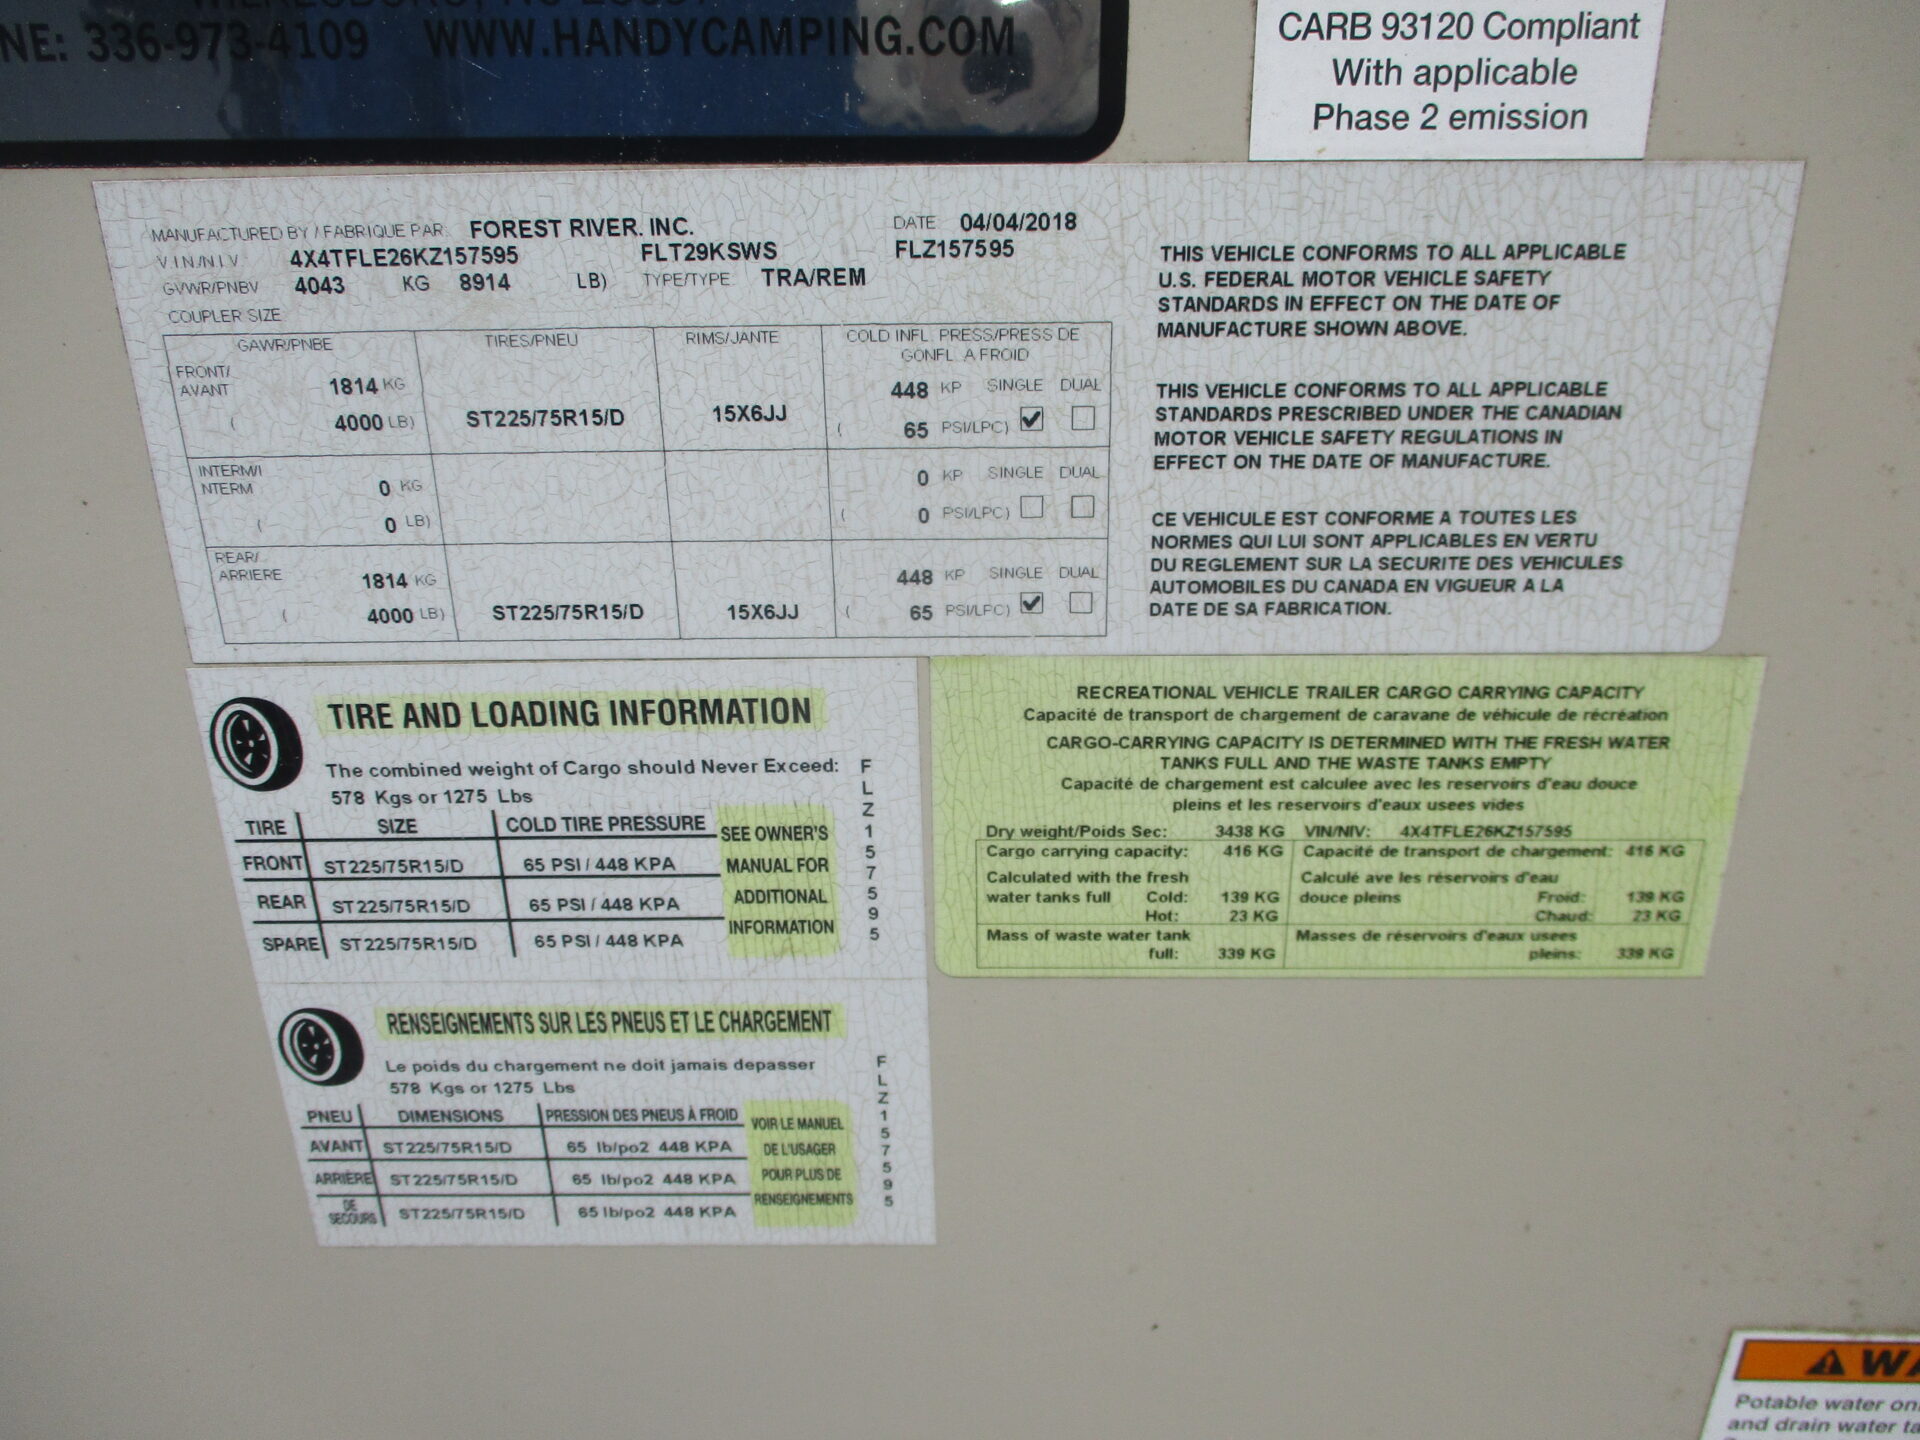 NE: 336-973-4109 WWW.HANDYCAMPING.COM
CARB 93120 Compliant
With applicable
Phase 2 emission
MANUFACTURED BY / FABRIQUE PAR: FOREST RIVER, INC. DATE 04/04/2018
V.I.N/N.I.V. 4X4TFLE26KZ157595 FLT29KSWS FLZ157595
GVWR/PNBV 4043 KG 8914 LB) TYPE/TYPE: TRA/REM
COUPLER SIZE
GAWR/PNBE TIRES/PNEU RIMS/JANTE COLD INFL. PRESS/PRESS DE
GONFL. A FROID
FRONT/
AVANT 1814 KG 448 KP SINGLE DUAL
( 4000 LB) ST225/75R15/D 15X6JJ ( 65 PSI/LPC) ☑ ☐
INTERM/I
NTERM 0 KG 0 KP SINGLE DUAL
( 0 LB) ( 0 PSI/LPC) ☐ ☐
REAR/
ARRIERE 1814 KG 448 KP SINGLE DUAL
( 4000 LB) ST225/75R15/D 15X6JJ ( 65 PSI/LPC) ☑ ☐
THIS VEHICLE CONFORMS TO ALL APPLICABLE
U.S. FEDERAL MOTOR VEHICLE SAFETY
STANDARDS IN EFFECT ON THE DATE OF
MANUFACTURE SHOWN ABOVE.
THIS VEHICLE CONFORMS TO ALL APPLICABLE
STANDARDS PRESCRIBED UNDER THE CANADIAN
MOTOR VEHICLE SAFETY REGULATIONS IN
EFFECT ON THE DATE OF MANUFACTURE.
CE VEHICULE EST CONFORME A TOUTES LES
NORMES QUI LUI SONT APPLICABLES EN VERTU
DU REGLEMENT SUR LA SECURITE DES VEHICULES
AUTOMOBILES DU CANADA EN VIGUEUR A LA
DATE DE SA FABRICATION.
TIRE AND LOADING INFORMATION
The combined weight of Cargo should Never Exceed:
578 Kgs or 1275 Lbs
TIRE SIZE COLD TIRE PRESSURE
FRONT ST225/75R15/D 65 PSI / 448 KPA
REAR ST225/75R15/D 65 PSI / 448 KPA
SPARE ST225/75R15/D 65 PSI / 448 KPA
SEE OWNER'S
MANUAL FOR
ADDITIONAL
INFORMATION
FLZ157595
RECREATIONAL VEHICLE TRAILER CARGO CARRYING CAPACITY
Capacité de transport de chargement de caravane de véhicule de récréation
CARGO-CARRYING CAPACITY IS DETERMINED WITH THE FRESH WATER
TANKS FULL AND THE WASTE TANKS EMPTY
Capacité de chargement est calculee avec les reservoirs d'eau douce
pleins et les reservoirs d'eaux usees vides
Dry weight/Poids Sec: 3438 KG VIN/NIV: 4X4TFLE26KZ157595
Cargo carrying capacity: 416 KG Capacité de transport de chargement: 416 KG
Calculated with the fresh Calculé ave les réservoirs d'eau
water tanks full Cold: 139 KG douce pleins Froid: 139 KG
Hot: 23 KG Chaud: 23 KG
Mass of waste water tank Masses de réservoirs d'eaux usees
full: 339 KG pleins: 339 KG
RENSEIGNEMENTS SUR LES PNEUS ET LE CHARGEMENT
Le poids du chargement ne doit jamais depasser
578 Kgs or 1275 Lbs
PNEU DIMENSIONS PRESSION DES PNEUS À FROID
AVANT ST225/75R15/D 65 lb/po2 448 KPA
ARRIÈRE ST225/75R15/D 65 lb/po2 448 KPA
DE
SECOURS ST225/75R15/D 65 lb/po2 448 KPA
VOIR LE MANUEL
DE L'USAGER
POUR PLUS DE
RENSEIGNEMENTS
FLZ157595
WA
Potable water on
and drain water ta